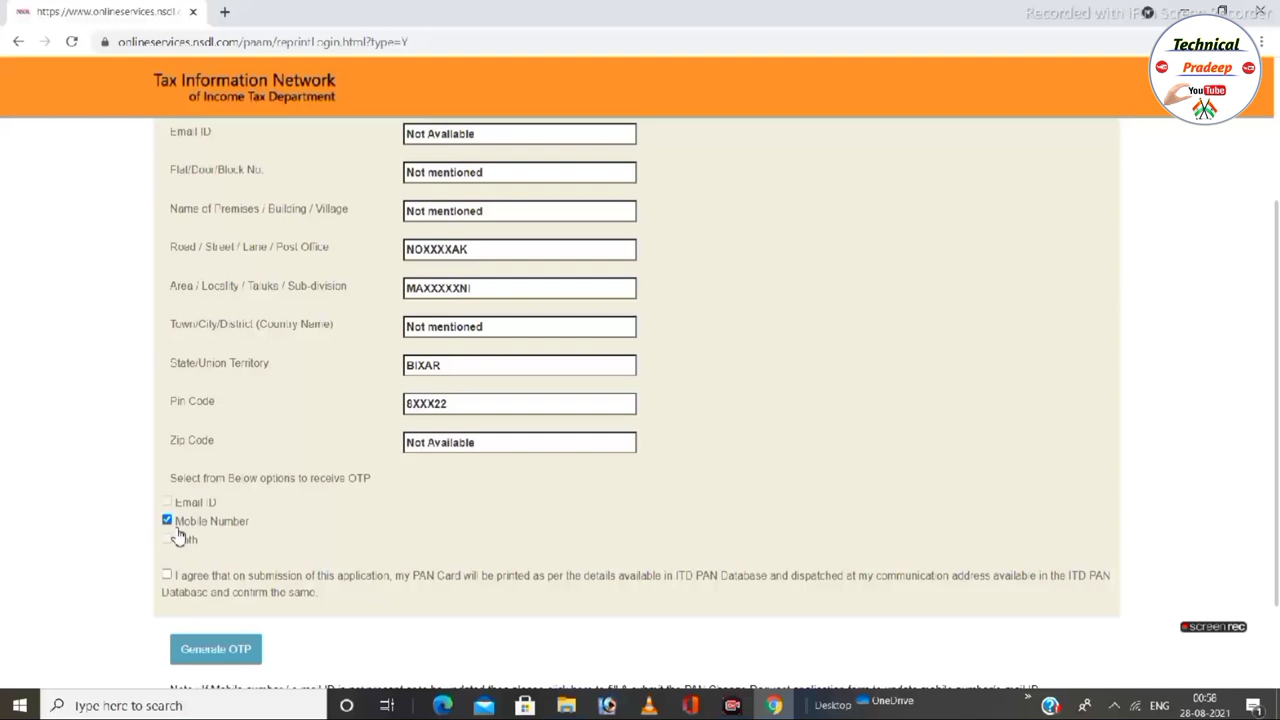 https://www.onlineservices.nsdl.c
Recorded with iFun Screen Recorder
onlineservices.nsdl.com/paam/reprintLogin.html?type=Y
Technical
Pradeep
YouTube
Tax Information Network
of Income Tax Department
Email ID Not Available
Flat/Door/Block No. Not mentioned
Name of Premises / Building / Village Not mentioned
Road / Street / Lane / Post Office NOXXXXAK
Area / Locality / Taluka / Sub-division MAXXXXXNI
Town/City/District (Country Name) Not mentioned
State/Union Territory BIXAR
Pin Code 8XXX22
Zip Code Not Available
Select from Below options to receive OTP
Email ID
Mobile Number
I agree that on submission of this application, my PAN Card will be printed as per the details available in ITD PAN Database and dispatched at my communication address available in the ITD PAN
Database and confirm the same.
screenrec
Generate OTP
Type here to search
Desktop
OneDrive
ENG
00:58
28-08-2021